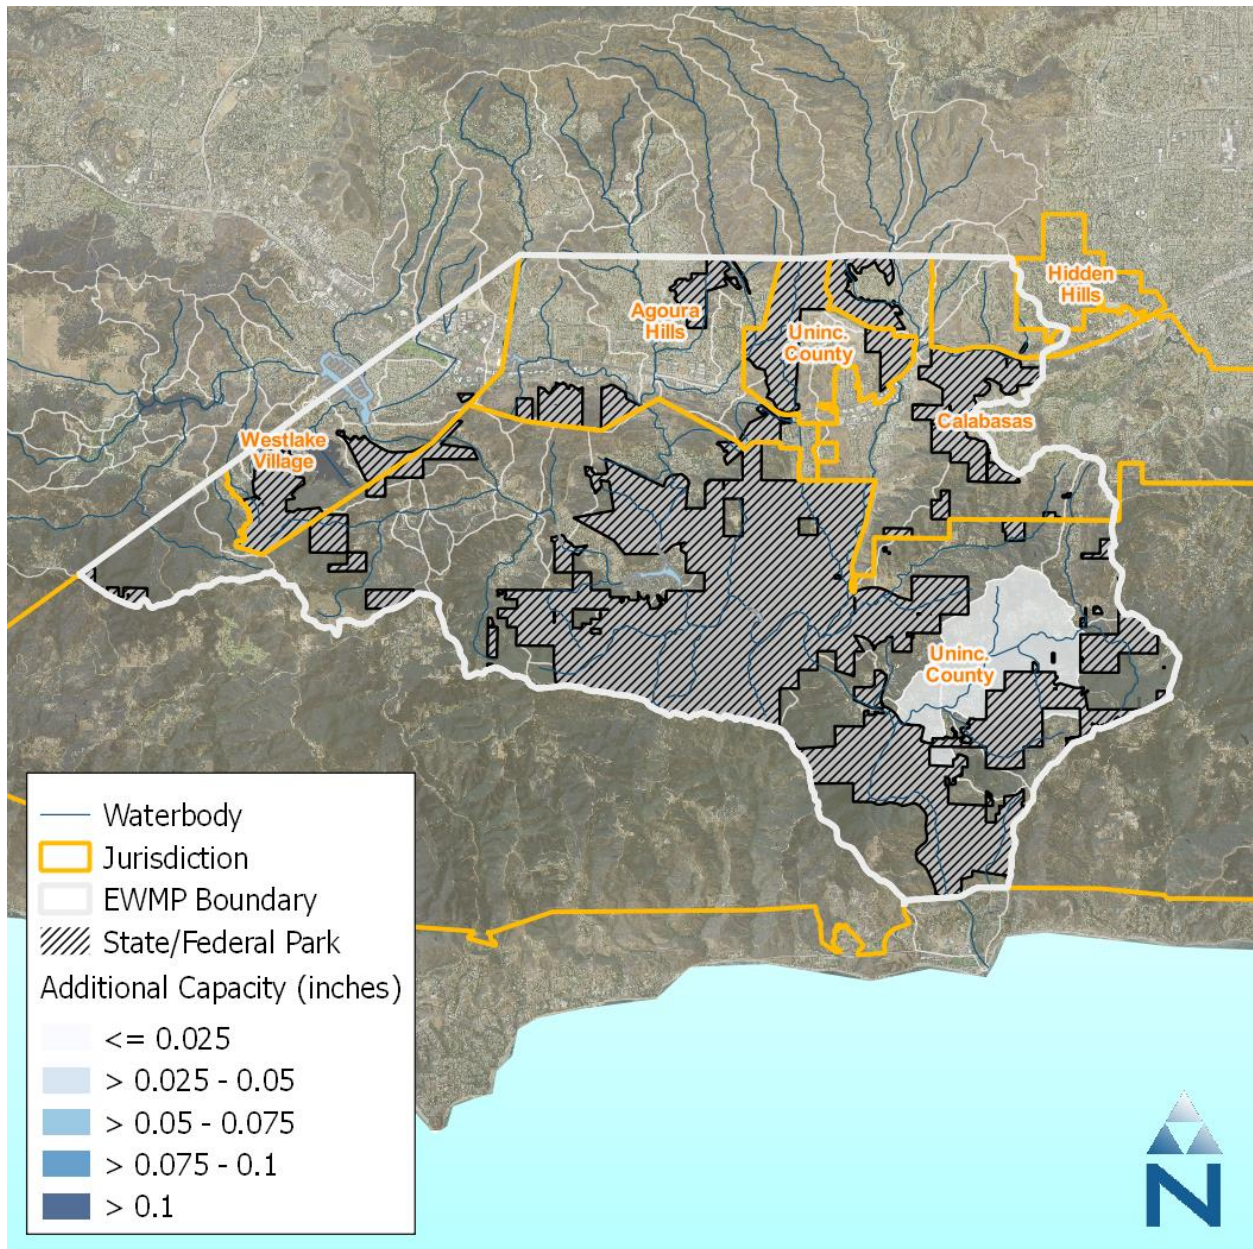 Hidden
Hills
Agoura
Hills
Uninc.
County
Calabasas
Westlake
Village
Uninc.
County
Waterbody
Jurisdiction
EWMP Boundary
State/Federal Park
Additional Capacity (inches)
<= 0.025
> 0.025 - 0.05
> 0.05 - 0.075
> 0.075 - 0.1
> 0.1
N